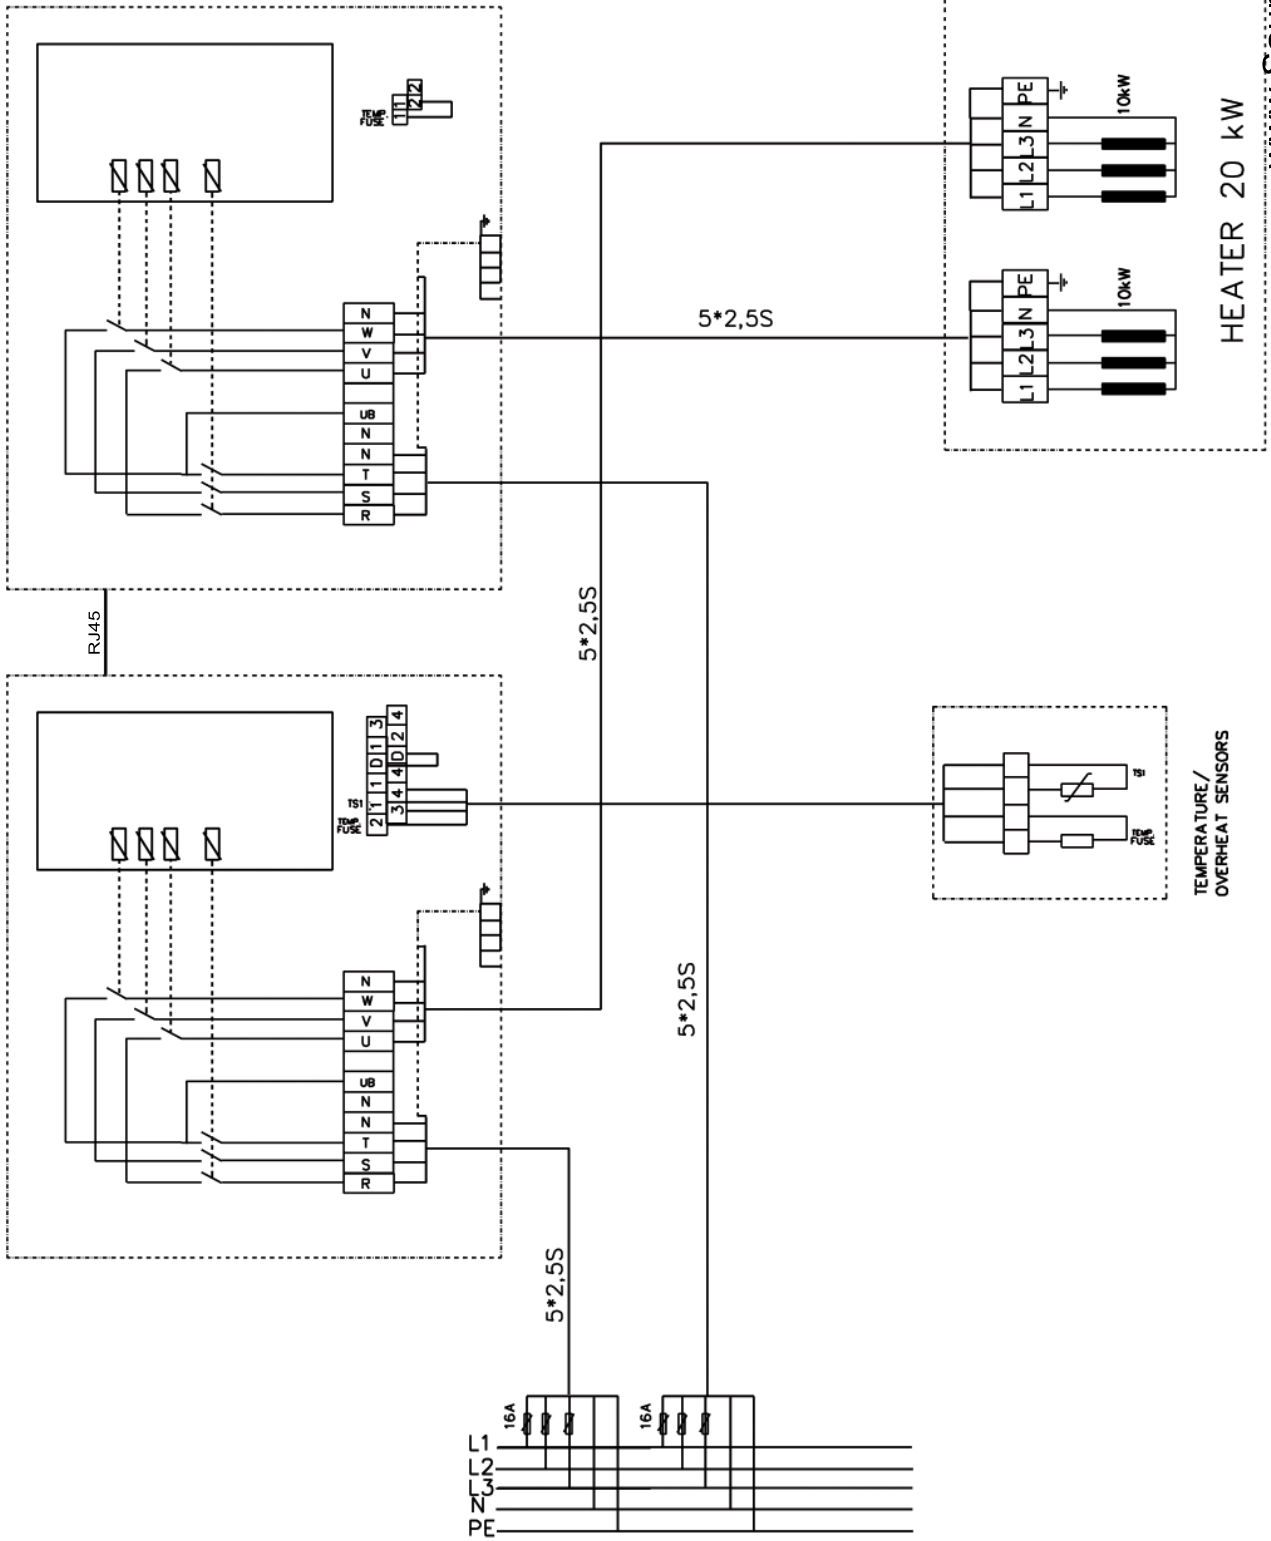 TEMP.
FUSE
1 1
2 2
N
W
V
U
UB
N
N
T
S
R
5*2,5S
PE
N
L3
L2
L1
10kW
PE
N
L3
L2
L1
10kW
HEATER 20 kW
RJ45
5*2,5S
TS1
TEMP.
FUSE
2 1 1 D 1 3
3 4 4 D 2 4
N
W
V
U
UB
N
N
T
S
R
5*2,5S
TS1
TEMP.
FUSE
TEMPERATURE/
OVERHEAT SENSORS
5*2,5S
16A
16A
L1
L2
L3
N
PE